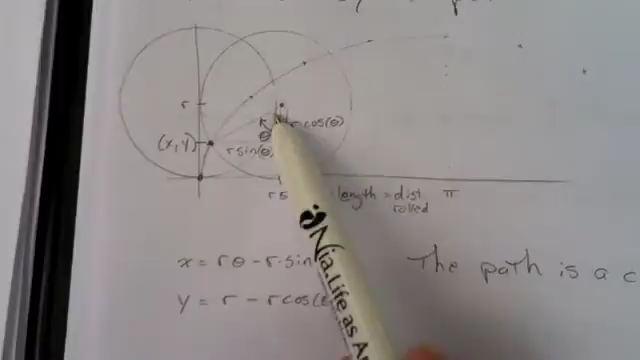 r
r
r cos(θ)
(x,y)
θ
r sin(θ)
length = dist
rolled
π
x = rθ - r·sin
The path is a c
y = r - r cos(
Nia.Life as A